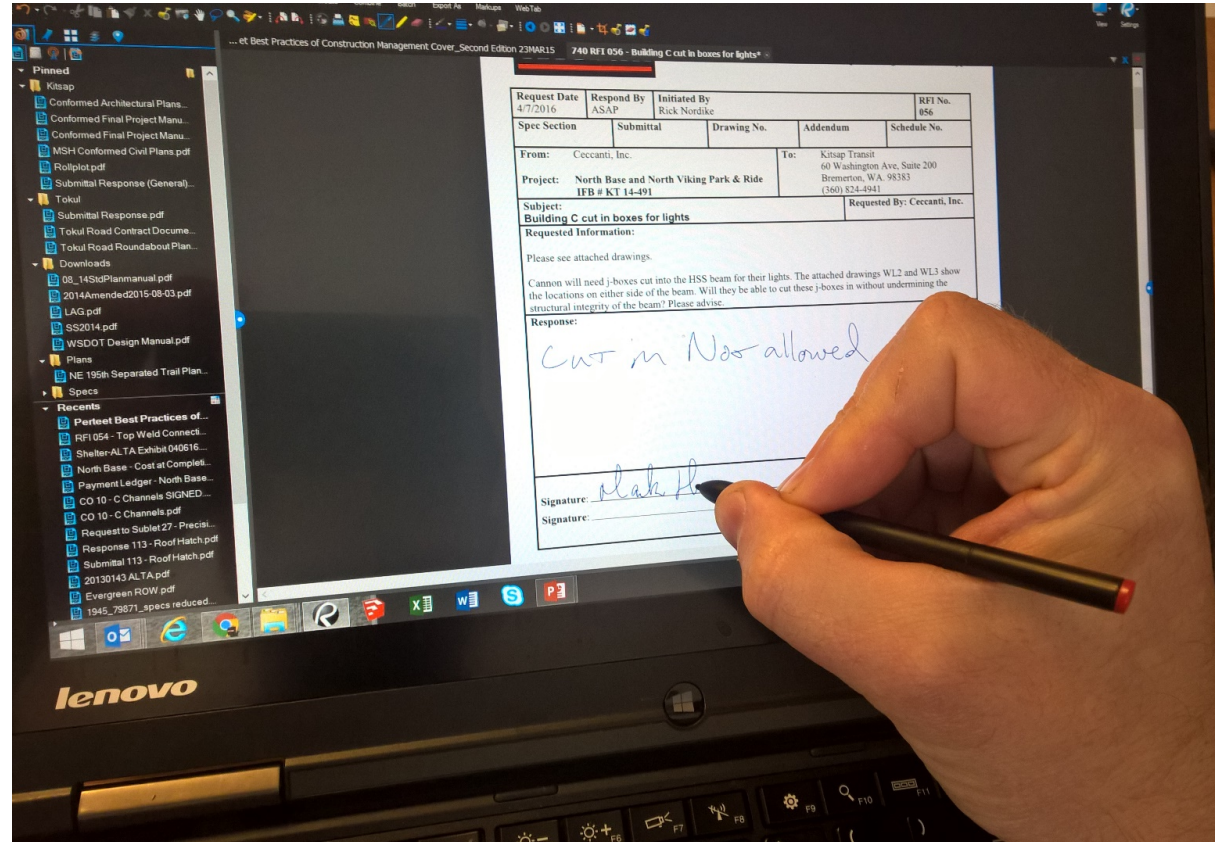 Batch
Export As
Markups
WebTab
View
Settings
... et Best Practices of Construction Management Cover_Second Edition 23MAR15
740 RFI 056 - Building C cut in boxes for lights*
Pinned
Kitsap
Conformed Architectural Plans...
Conformed Final Project Manu...
Conformed Final Project Manu...
MSH Conformed Civil Plans.pdf
Rollplot.pdf
Submittal Response (General)...
Tokul
Submittal Response.pdf
Tokul Road Contract Docume...
Tokul Road Roundabout Plan...
Downloads
08_14StdPlanmanual.pdf
2014Amended2015-08-03.pdf
LAG.pdf
SS2014.pdf
WSDOT Design Manual.pdf
Plans
NE 195th Separated Trail Plan...
Specs
Recents
Perteet Best Practices of...
RFI 054 - Top Weld Connecti...
Shelter-ALTA Exhibit 040616....
North Base - Cost at Completi...
Payment Ledger - North Base...
CO 10 - C Channels SIGNED....
CO 10 - C Channels.pdf
Request to Sublet 27 - Precisi...
Response 113 - Roof Hatch.pdf
Submittal 113 - Roof Hatch.pdf
20130143 ALTA.pdf
Evergreen ROW.pdf
1945_79871_specs reduced...
Request Date Respond By Initiated By RFI No.
4/7/2016 ASAP Rick Nordike 056
Spec Section Submittal Drawing No. Addendum Schedule No.
From: Ceccanti, Inc. To: Kitsap Transit
60 Washington Ave, Suite 200
Project: North Base and North Viking Park & Ride Bremerton, WA. 98383
IFB # KT 14-491 (360) 824-4941
Subject: Requested By: Ceccanti, Inc.
Building C cut in boxes for lights
Requested Information:
Please see attached drawings.
Cannon will need j-boxes cut into the HSS beam for their lights. The attached drawings WL2 and WL3 show
the locations on either side of the beam. Will they be able to cut these j-boxes in without undermining the
structural integrity of the beam? Please advise.
Response:
Cut in Not allowed
Signature: Mark H
Signature:
lenovo
F6 F7 F8 F9 F10 F11